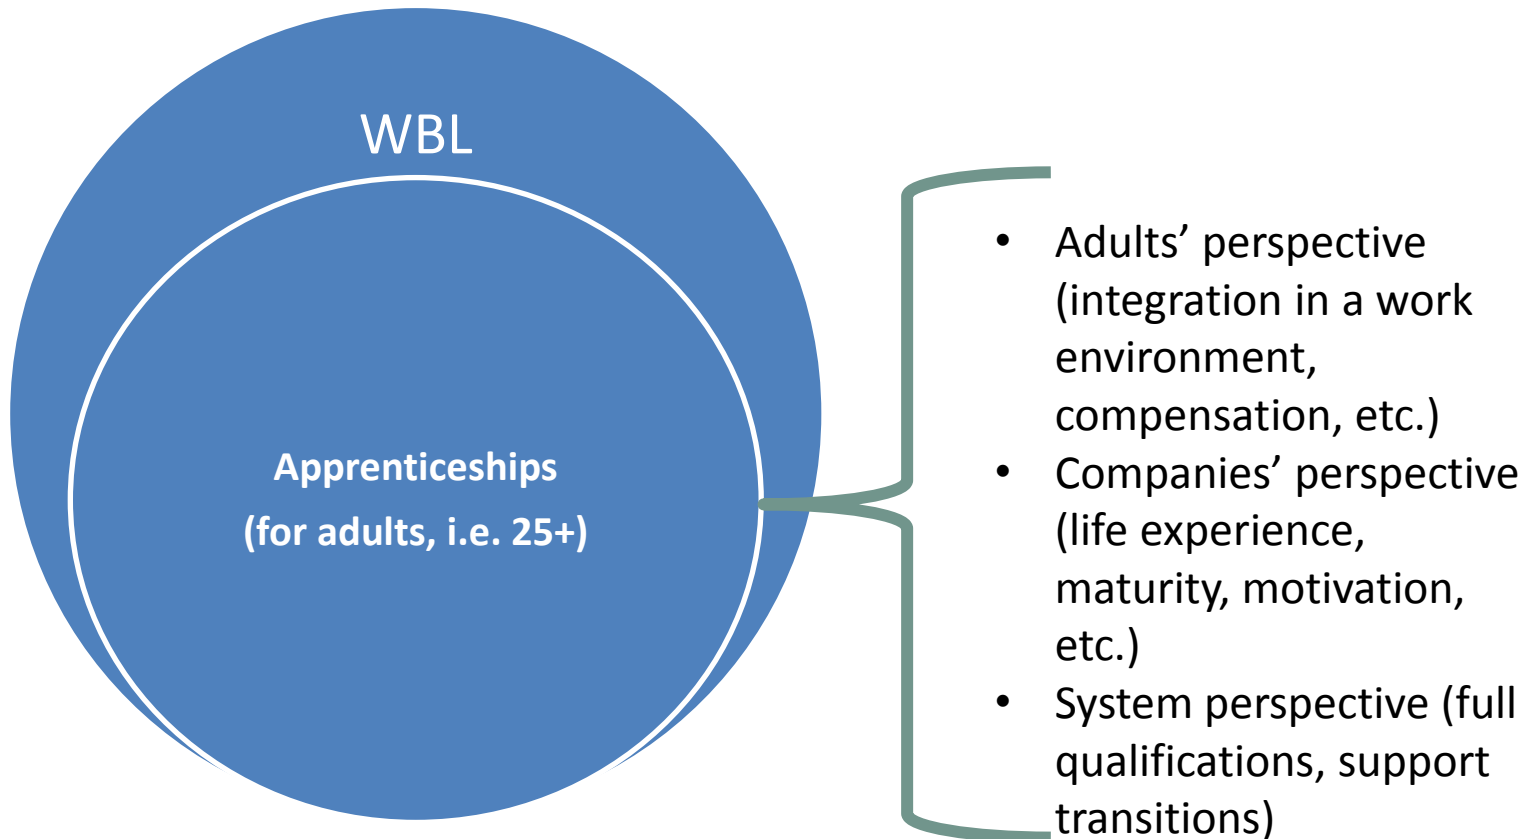 WBL
Apprenticeships
(for adults, i.e. 25+)
• Adults’ perspective
(integration in a work
environment,
compensation, etc.)
• Companies’ perspective
(life experience,
maturity, motivation,
etc.)
• System perspective (full
qualifications, support
transitions)